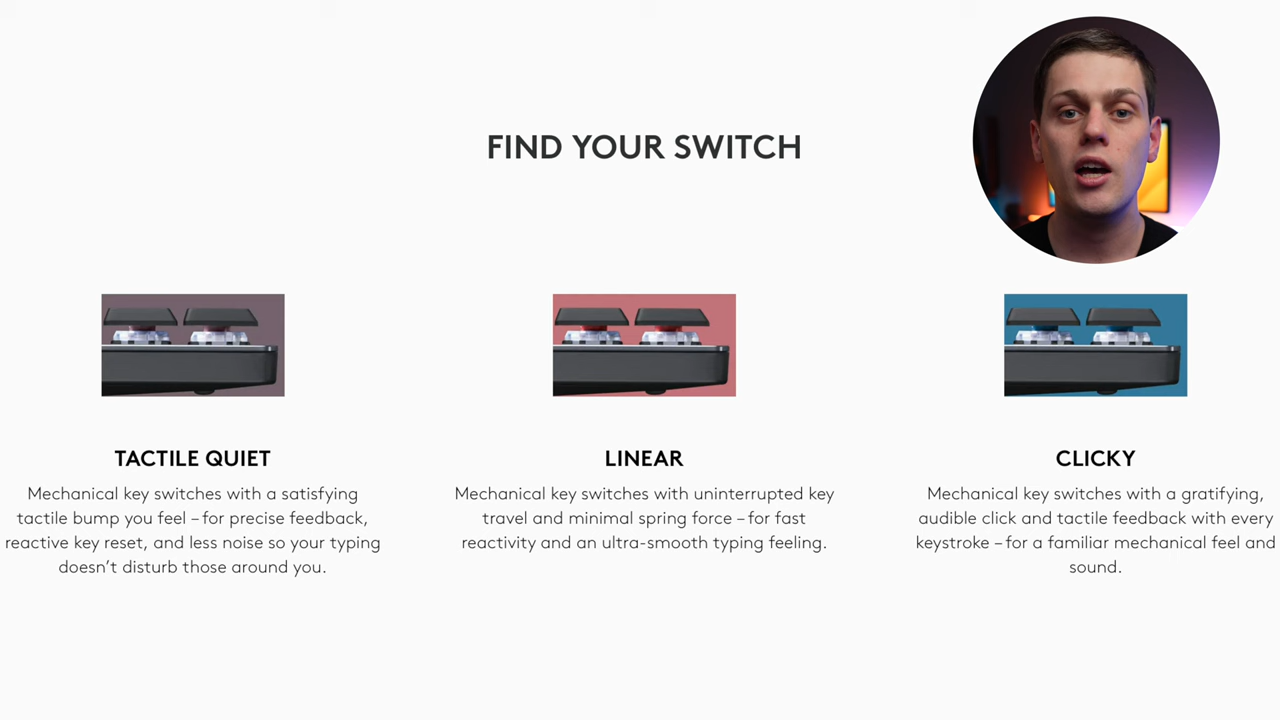 FIND YOUR SWITCH
TACTILE QUIET
Mechanical key switches with a satisfying
tactile bump you feel – for precise feedback,
reactive key reset, and less noise so your typing
doesn’t disturb those around you.
LINEAR
Mechanical key switches with uninterrupted key
travel and minimal spring force – for fast
reactivity and an ultra-smooth typing feeling.
CLICKY
Mechanical key switches with a gratifying,
audible click and tactile feedback with every
keystroke – for a familiar mechanical feel and
sound.